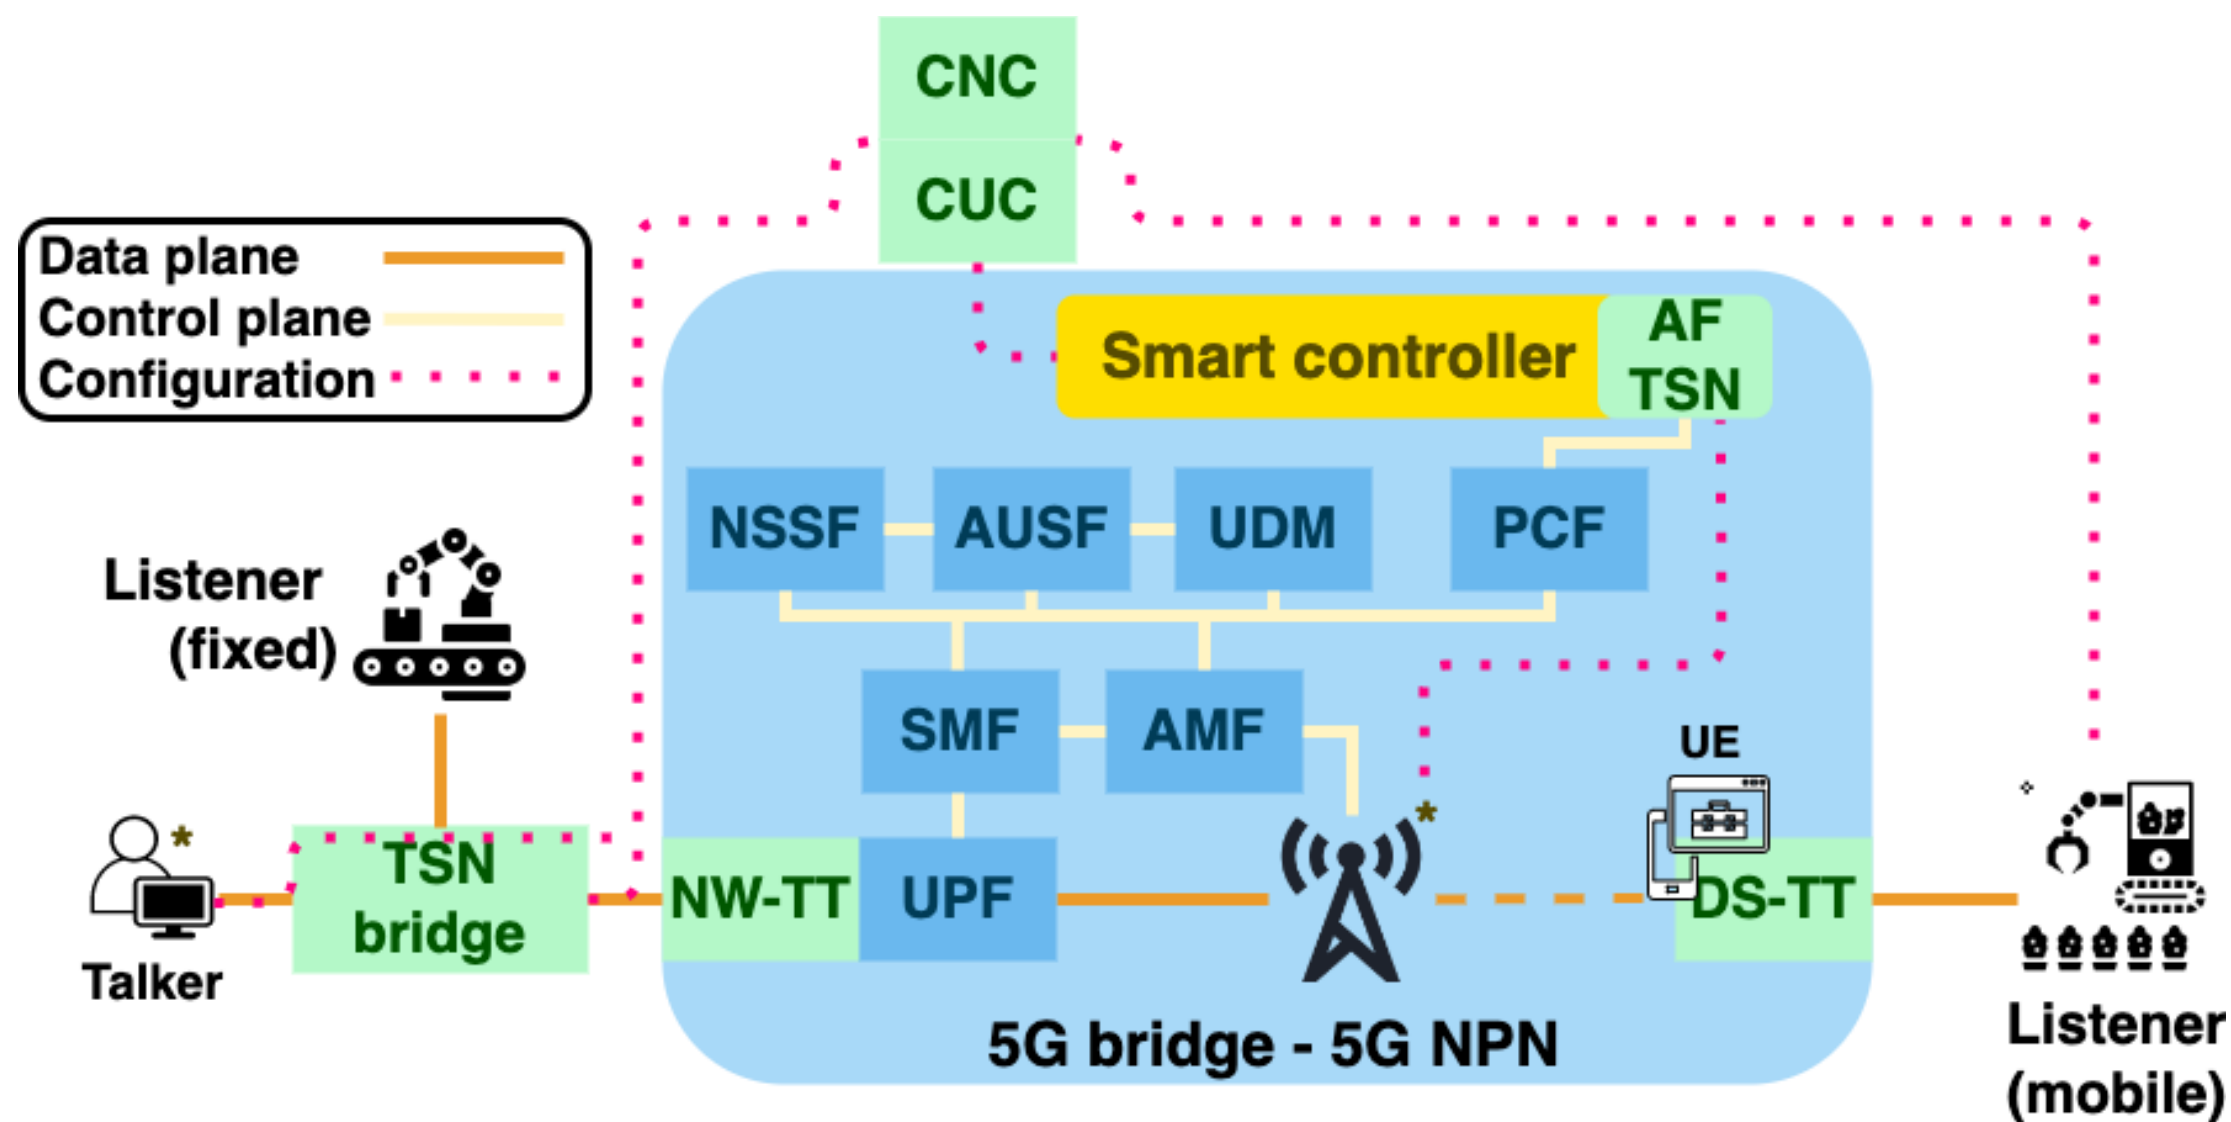 CNC
CUC
Data plane
Control plane
Configuration
Smart controller
AF
TSN
NSSF
AUSF
UDM
PCF
Listener
(fixed)
SMF
AMF
UE
*
*
TSN
bridge
NW-TT
UPF
DS-TT
Talker
5G bridge - 5G NPN
Listener
(mobile)